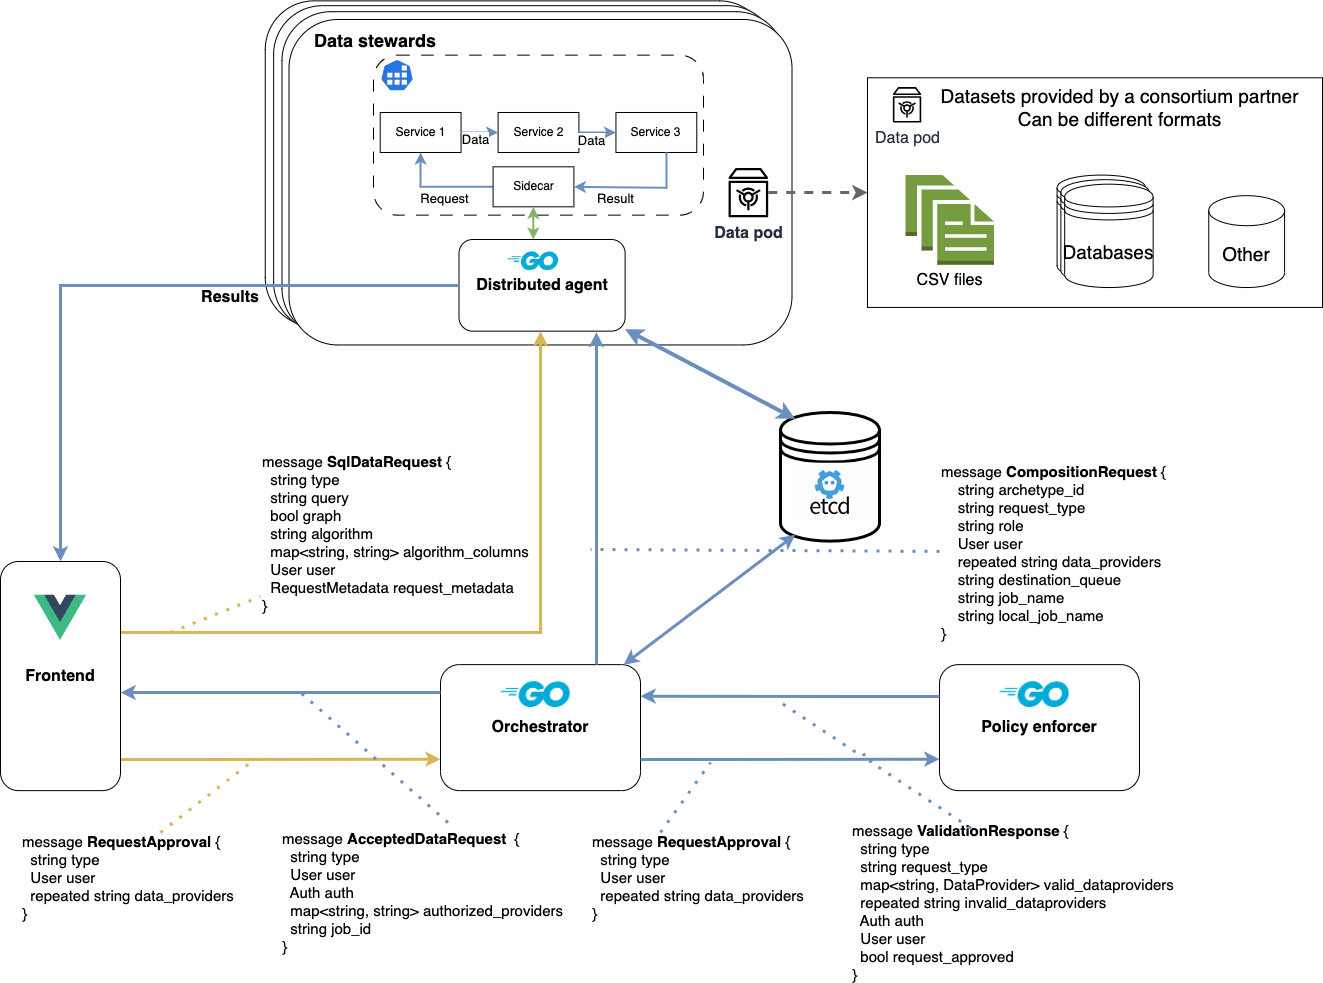 Data stewards
Service 1
Data
Service 2
Data
Service 3
Sidecar
Request
Result
Data pod
GO
Distributed agent
Results
Data pod
Datasets provided by a consortium partner
Can be different formats
CSV files
Databases
Other
etcd
message SqlDataRequest {
string type
string query
bool graph
string algorithm
map<string, string> algorithm_columns
User user
RequestMetadata request_metadata
}
message CompositionRequest {
string archetype_id
string request_type
string role
User user
repeated string data_providers
string destination_queue
string job_name
string local_job_name
}
Frontend
GO
Orchestrator
GO
Policy enforcer
message RequestApproval {
string type
User user
repeated string data_providers
}
message AcceptedDataRequest {
string type
User user
Auth auth
map<string, string> authorized_providers
string job_id
}
message RequestApproval {
string type
User user
repeated string data_providers
}
message ValidationResponse {
string type
string request_type
map<string, DataProvider> valid_dataproviders
repeated string invalid_dataproviders
Auth auth
User user
bool request_approved
}